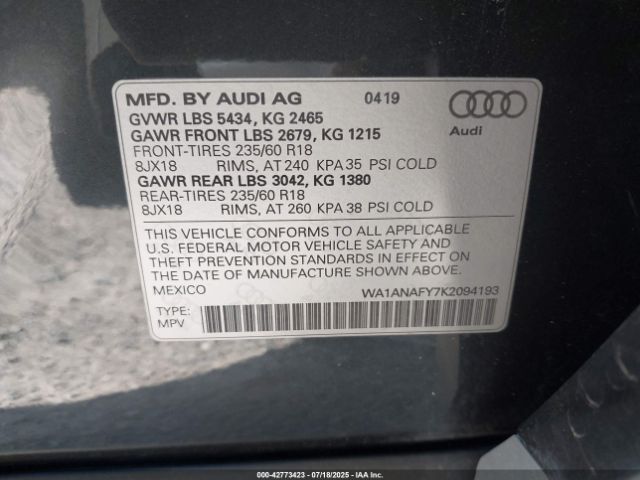 MFD. BY AUDI AG 0419
GVWR LBS 5434, KG 2465
GAWR FRONT LBS 2679, KG 1215
FRONT-TIRES 235/60 R18
8JX18 RIMS, AT 240 KPA 35 PSI COLD
GAWR REAR LBS 3042, KG 1380
REAR-TIRES 235/60 R18
8JX18 RIMS, AT 260 KPA 38 PSI COLD
Audi
THIS VEHICLE CONFORMS TO ALL APPLICABLE
U.S. FEDERAL MOTOR VEHICLE SAFETY AND
THEFT PREVENTION STANDARDS IN EFFECT ON
THE DATE OF MANUFACTURE SHOWN ABOVE.
MEXICO WA1ANAFY7K2094193
TYPE:
MPV
000-42773423 - 07/18/2025 - IAAI.CA